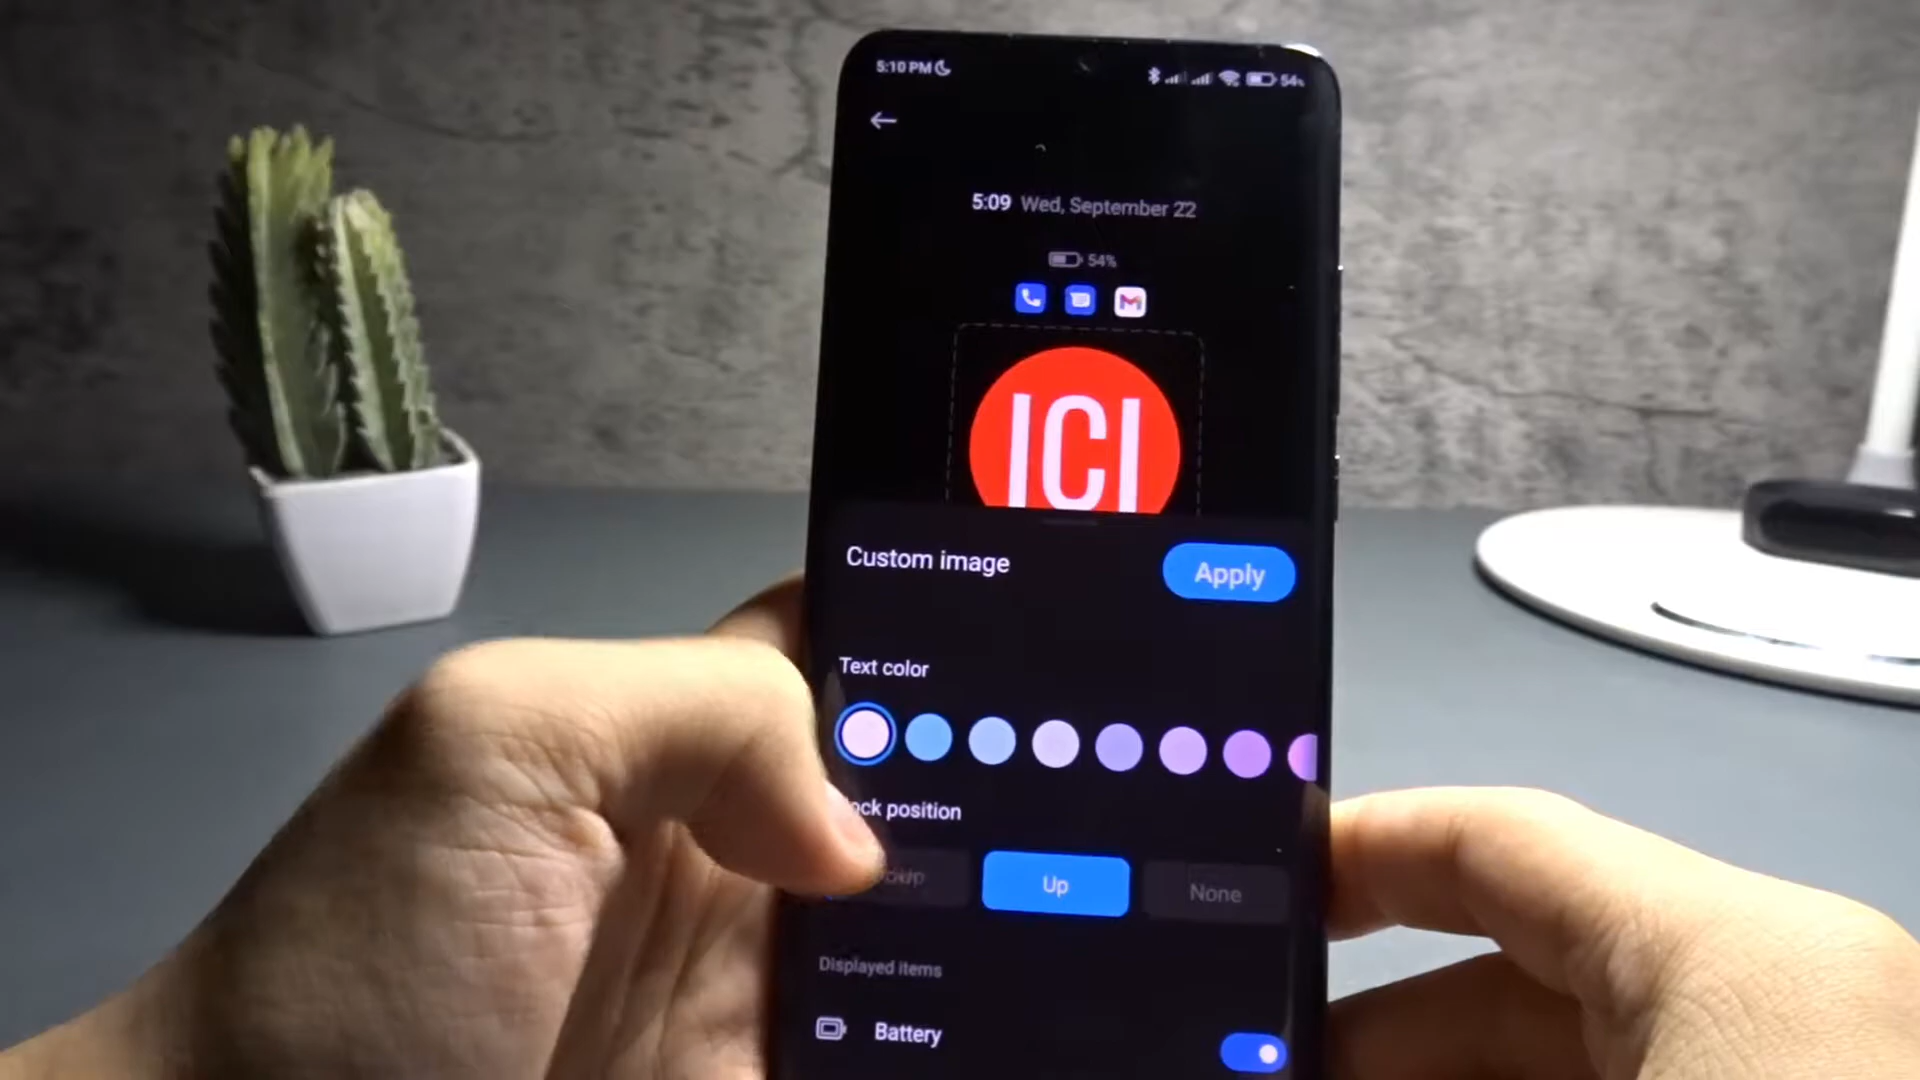 5:10 PM
54%
5:09 Wed, September 22
54%
ICI
Custom image
Apply
Text color
ock position
Up
None
Displayed items
Battery